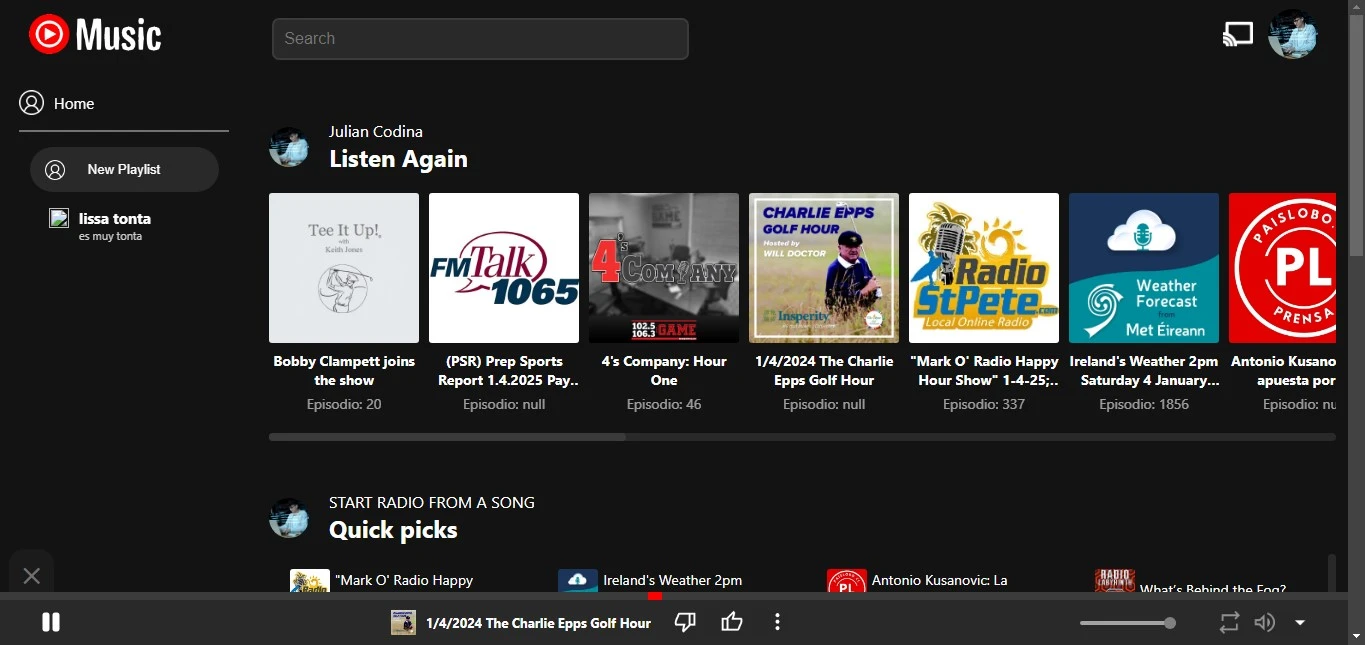 Music
Search
Home
New Playlist
lissa tonta
es muy tonta
Julian Codina
Listen Again
Tee It Up!
with
Keith Jones
FMTalk
1065
4's
COMPANY
102.5
106.3 GAME
CHARLIE EPPS
GOLF HOUR
Hosted by
WILL DOCTOR
Insperity
Radio
StPete.com
Local Online Radio
Weather
Forecast
from
Met Éireann
PAISLOBO
PL
PRENSA
Bobby Clampett joins
the show
Episodio: 20
(PSR) Prep Sports
Report 1.4.2025 Pay..
Episodio: null
4's Company: Hour
One
Episodio: 46
1/4/2024 The Charlie
Epps Golf Hour
Episodio: null
"Mark O' Radio Happy
Hour Show" 1-4-25;..
Episodio: 337
Ireland's Weather 2pm
Saturday 4 January...
Episodio: 1856
Antonio Kusano
apuesta por
Episodio: nu
START RADIO FROM A SONG
Quick picks
"Mark O' Radio Happy
Ireland's Weather 2pm
PL
Antonio Kusanovic: La
RADIO
LABYRINTH
What's Behind the Fog?
1/4/2024 The Charlie Epps Golf Hour